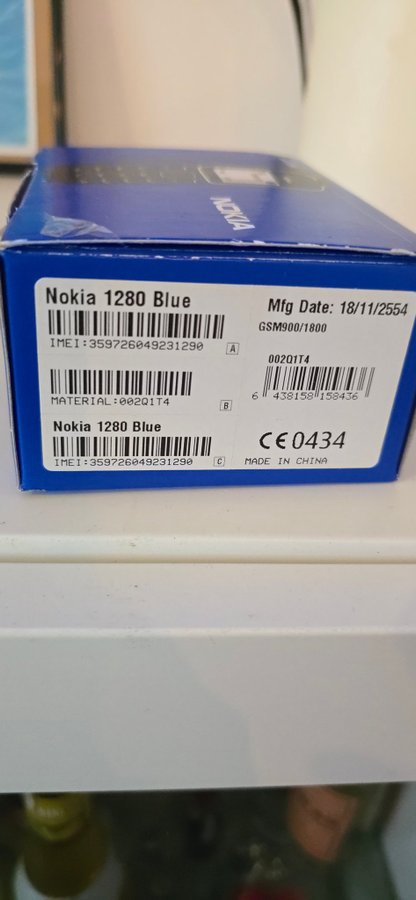 NOKIA
Nokia 1280 Blue
IMEI:359726049231290
A
MATERIAL:002Q1T4
B
Nokia 1280 Blue
IMEI:359726049231290
C
Mfg Date: 18/11/2554
GSM900/1800
002Q1T4
6 438158 158436
CE0434
MADE IN CHINA